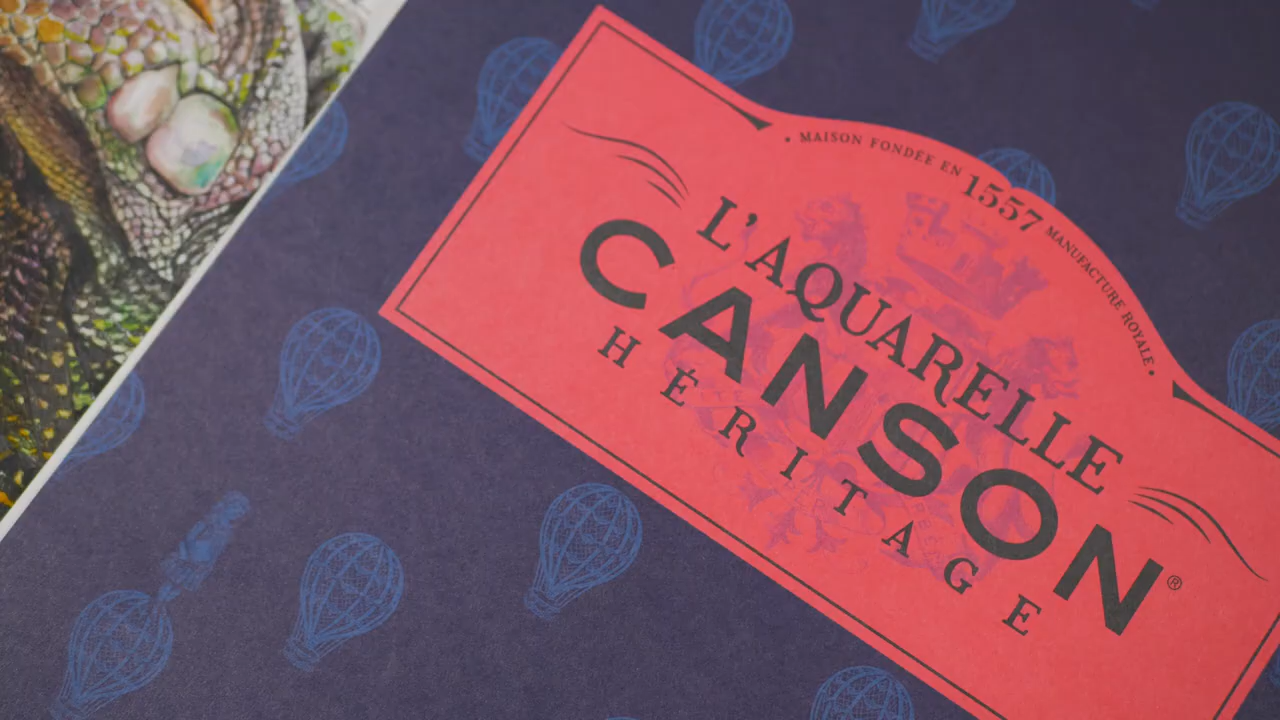 MAISON FONDÉE EN 1557 MANUFACTURE ROYALE
L'AQUARELLE
CANSON®
HÉRITAGE